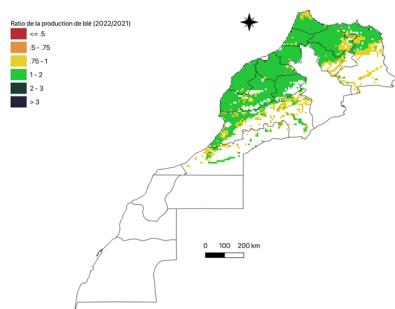 Ratio de la production de blé (2022/2021)
<= .5
.5 - .75
.75 - 1
1 - 2
2 - 3
> 3
0 100 200 km